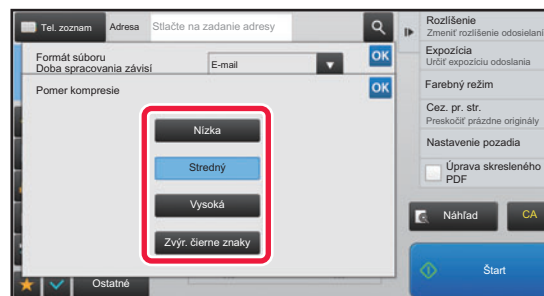 Tel. zoznam
Adresa
Stlačte na zadanie adresy
Formát súboru
Doba spracovania závisí
E-mail
OK
Pomer kompresie
OK
Nízka
Stredný
Vysoká
Zvýr. čierne znaky
Ostatné
Rozlíšenie
Zmeniť rozlíšenie odosielani
Expozícia
Určiť expozíciu odoslania
Farebný režim
Cez. pr. str.
Preskočiť prázdne originály
Nastavenie pozadia
Úprava skresleného
PDF
Náhľad
CA
Štart